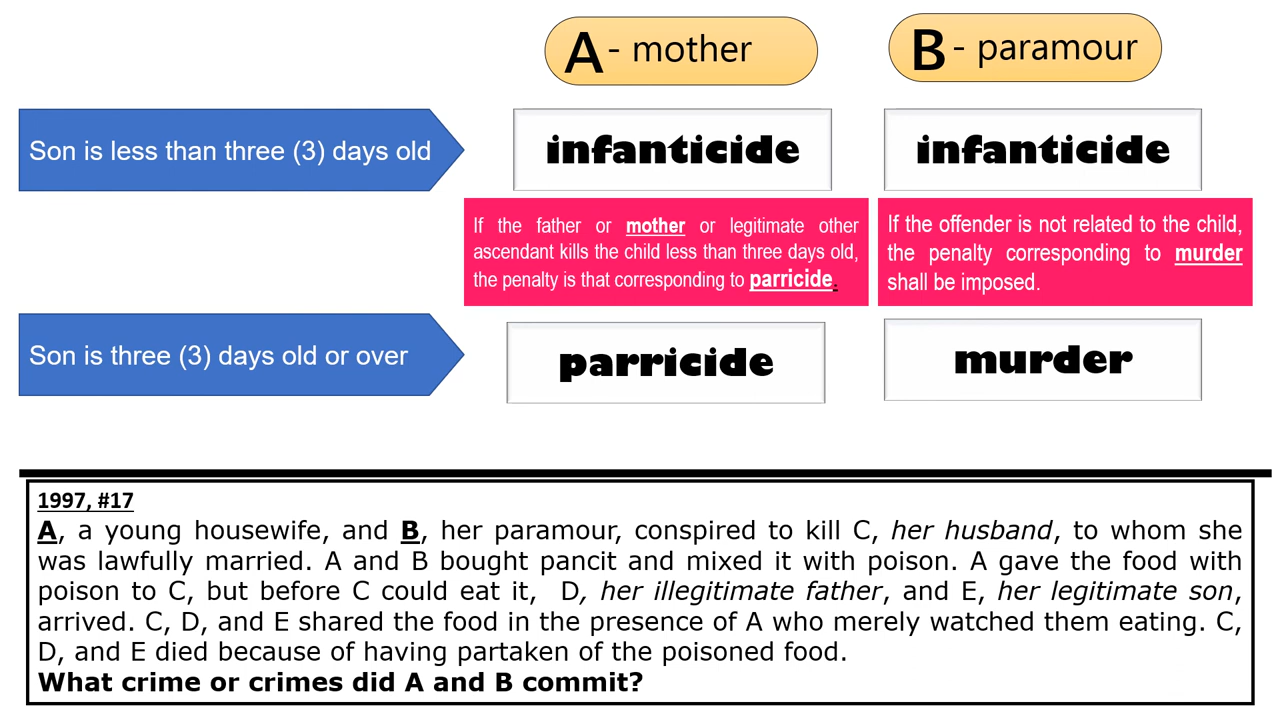 A - mother
B - paramour
Son is less than three (3) days old
infanticide
infanticide
If the father or mother or legitimate other
ascendant kills the child less than three days old,
the penalty is that corresponding to parricide.
If the offender is not related to the child,
the penalty corresponding to murder
shall be imposed.
Son is three (3) days old or over
parricide
murder
1997, #17
A, a young housewife, and B, her paramour, conspired to kill C, her husband, to whom she
was lawfully married. A and B bought pancit and mixed it with poison. A gave the food with
poison to C, but before C could eat it, D, her illegitimate father, and E, her legitimate son,
arrived. C, D, and E shared the food in the presence of A who merely watched them eating. C,
D, and E died because of having partaken of the poisoned food.
What crime or crimes did A and B commit?